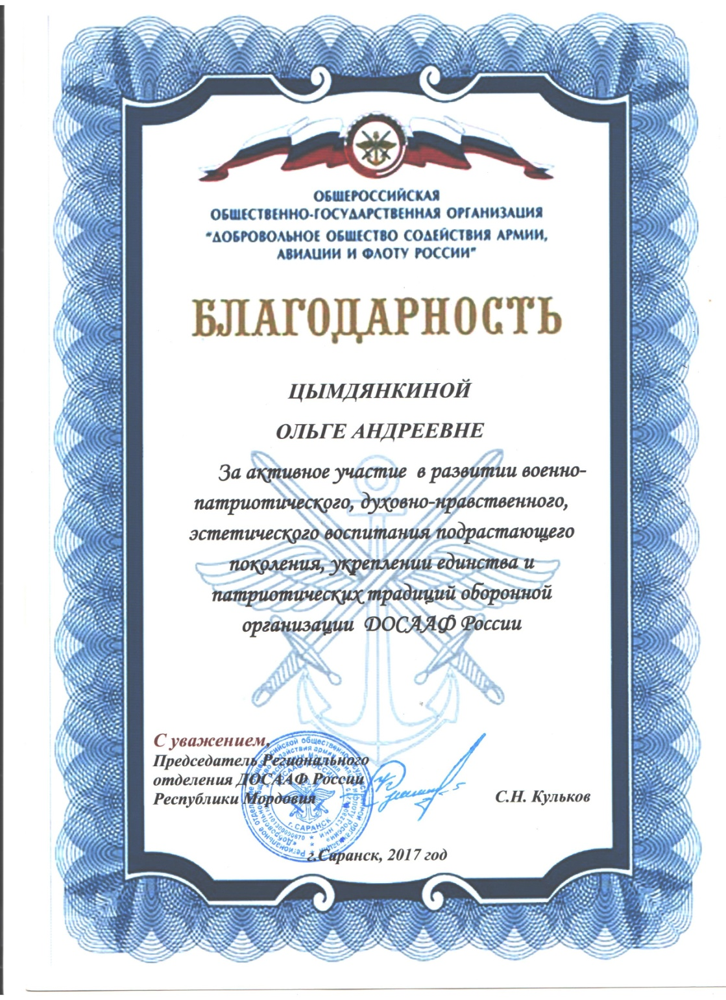 ОБЩЕРОССИЙСКАЯ
ОБЩЕСТВЕННО-ГОСУДАРСТВЕННАЯ ОРГАНИЗАЦИЯ
"ДОБРОВОЛЬНОЕ ОБЩЕСТВО СОДЕЙСТВИЯ АРМИИ,
АВИАЦИИ И ФЛОТУ РОССИИ"
БЛАГОДАРНОСТЬ
ЦЫМДЯНКИНОЙ
ОЛЬГЕ АНДРЕЕВНЕ
За активное участие в развитии военно-
патриотического, духовно-нравственного,
эстетического воспитания подрастающего
поколения, укреплении единства и
патриотических традиций оборонной
организации ДОСААФ России
С уважением,
Председатель Регионального
отделения ДОСААФ России
Республики Мордовия
С.Н. Кульков
г. САРАНСК
г.Саранск, 2017 год